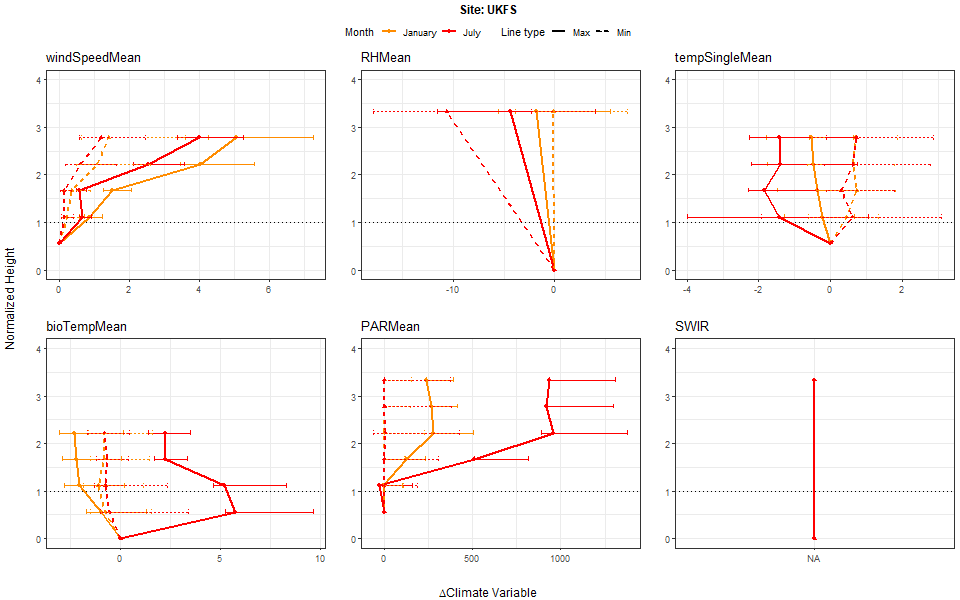 Site: UKFS
Month January July Line type Max Min
windSpeedMean RHMean tempSingleMean
4 4 4
3 3 3
2 2 2
1 1 1
0 0 0
0 2 4 6 -10 0 -4 -2 0 2
Normalized Height
bioTempMean PARMean SWIR
4 4 4
3 3 3
2 2 2
1 1 1
0 0 0
0 5 10 0 500 1000 NA
ΔClimate Variable